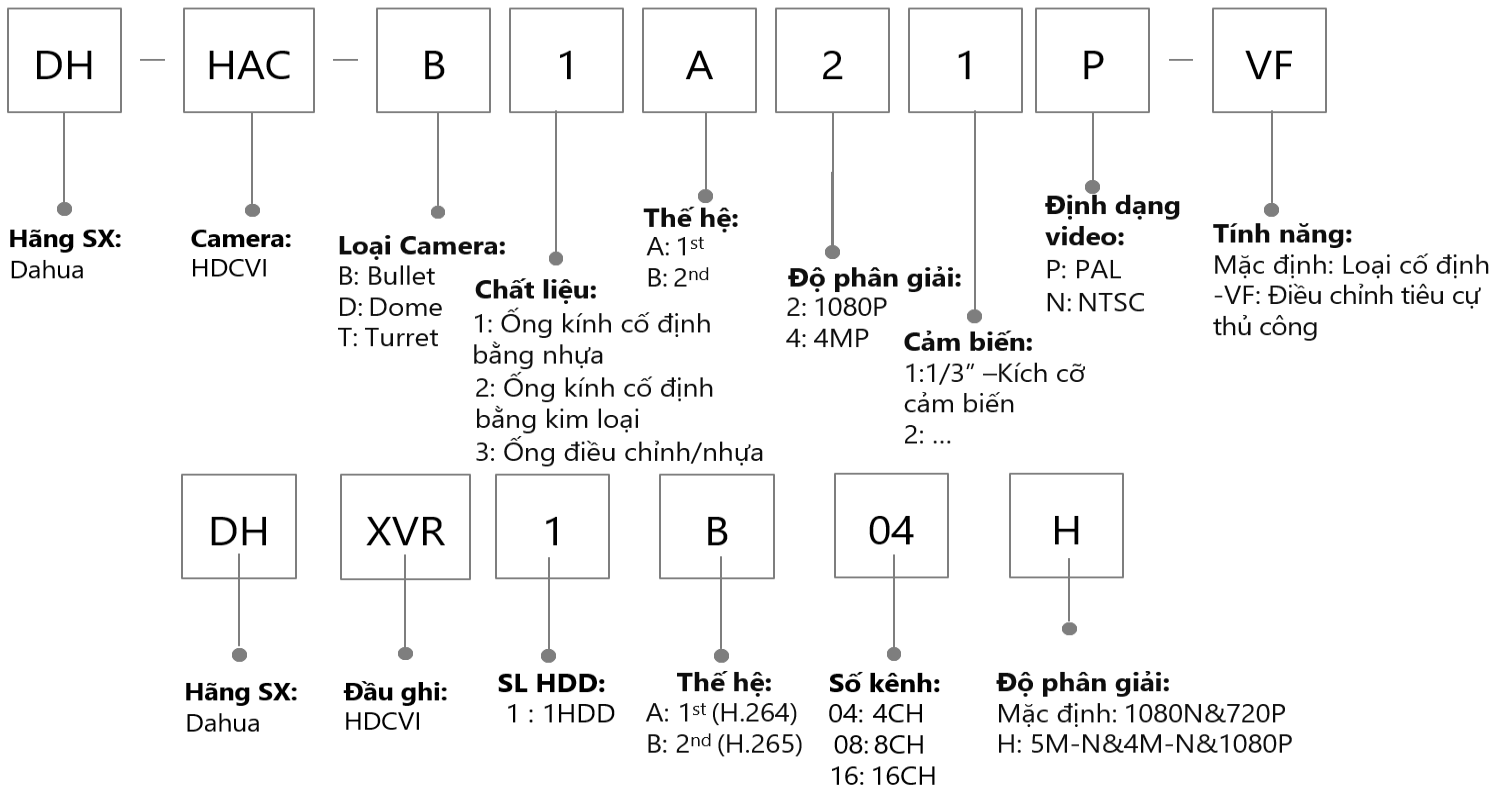 DH – HAC – B 1 A 2 1 P – VF
Hãng SX:
Dahua
Camera:
HDCVI
Loại Camera:
B: Bullet
D: Dome
T: Turret
Chất liệu:
1: Ống kính cố định
bằng nhựa
2: Ống kính cố định
bằng kim loại
3: Ống điều chỉnh/nhựa
Thế hệ:
A: 1st
B: 2nd
Độ phân giải:
2: 1080P
4: 4MP
Cảm biến:
1:1/3” –Kích cỡ
cảm biến
2: ...
Định dạng
video:
P: PAL
N: NTSC
Tính năng:
Mặc định: Loại cố định
-VF: Điều chỉnh tiêu cự
thủ công
DH XVR 1 B 04 H
Hãng SX:
Dahua
Đầu ghi:
HDCVI
SL HDD:
1 : 1HDD
Thế hệ:
A: 1st (H.264)
B: 2nd (H.265)
Số kênh:
04: 4CH
08: 8CH
16: 16CH
Độ phân giải:
Mặc định: 1080N&720P
H: 5M-N&4M-N&1080P